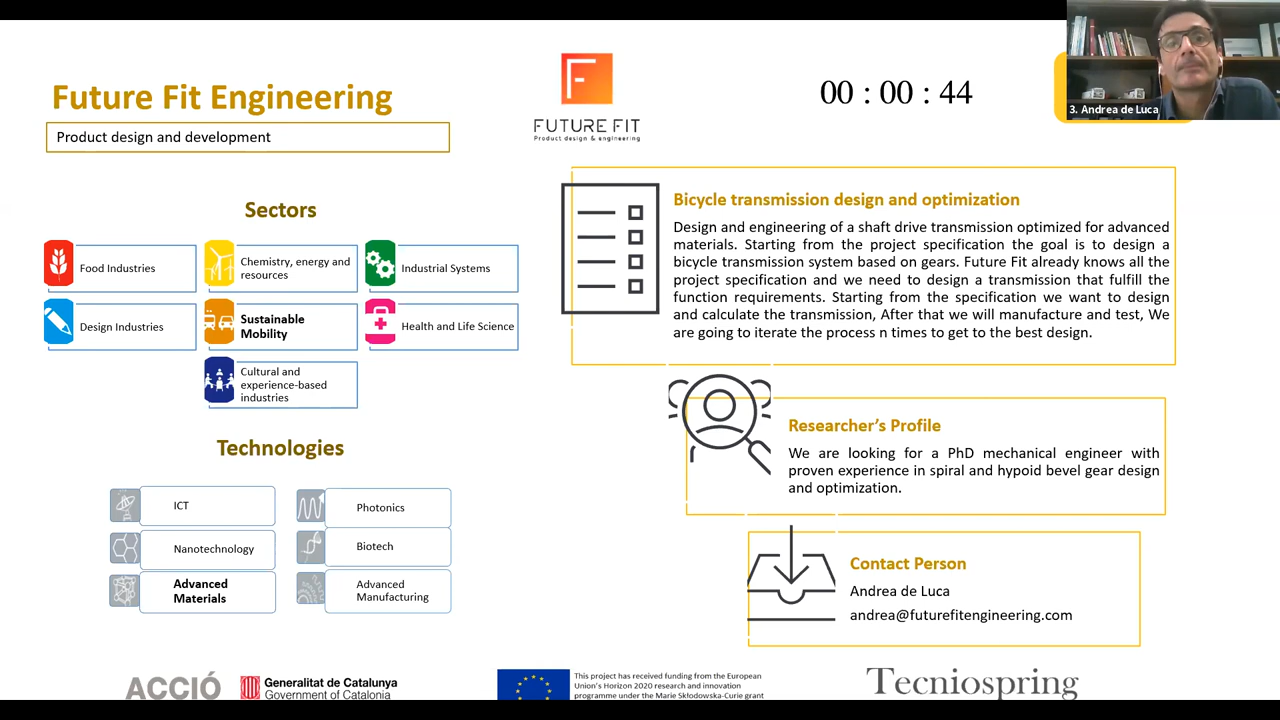 Future Fit Engineering
Product design and development
FUTURE FIT
Product design & engineering
00 : 00 : 44
3. Andrea de Luca
Sectors
Food Industries
Chemistry, energy and
resources
Industrial Systems
Design Industries
Sustainable
Mobility
Health and Life Science
Cultural and
experience-based
industries
Technologies
ICT
Photonics
Nanotechnology
Biotech
Advanced
Materials
Advanced
Manufacturing
Bicycle transmission design and optimization
Design and engineering of a shaft drive transmission optimized for advanced
materials. Starting from the project specification the goal is to design a
bicycle transmission system based on gears. Future Fit already knows all the
project specification and we need to design a transmission that fulfill the
function requirements. Starting from the specification we want to design
and calculate the transmission, After that we will manufacture and test, We
are going to iterate the process n times to get to the best design.
Researcher's Profile
We are looking for a PhD mechanical engineer with
proven experience in spiral and hypoid bevel gear design
and optimization.
Contact Person
Andrea de Luca
andrea@futurefitengineering.com
ACCIÓ
Generalitat de Catalunya
Government of Catalonia
This project has received funding from the European
Union's Horizon 2020 research and innovation
programme under the Marie Skłodowska-Curie grant
Tecniospring